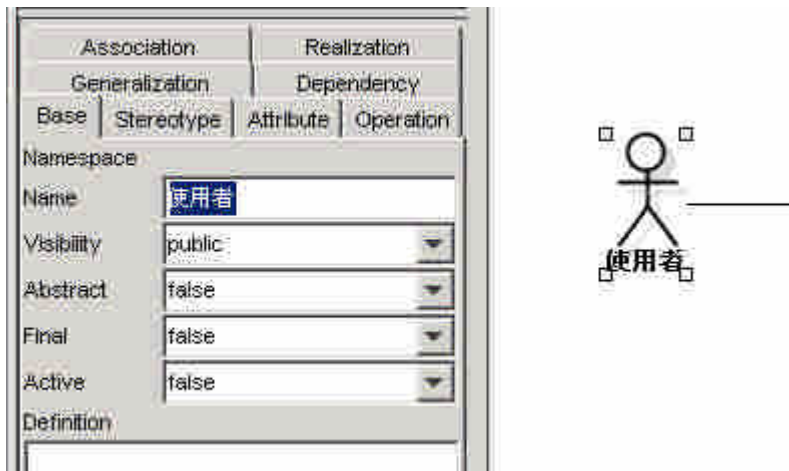 Association Realization
Generalization Dependency
Base Stereotype Attribute Operation
Namespace
Name 使用者
Visibility public
Abstract false
Final false
Active false
Definition
使用者